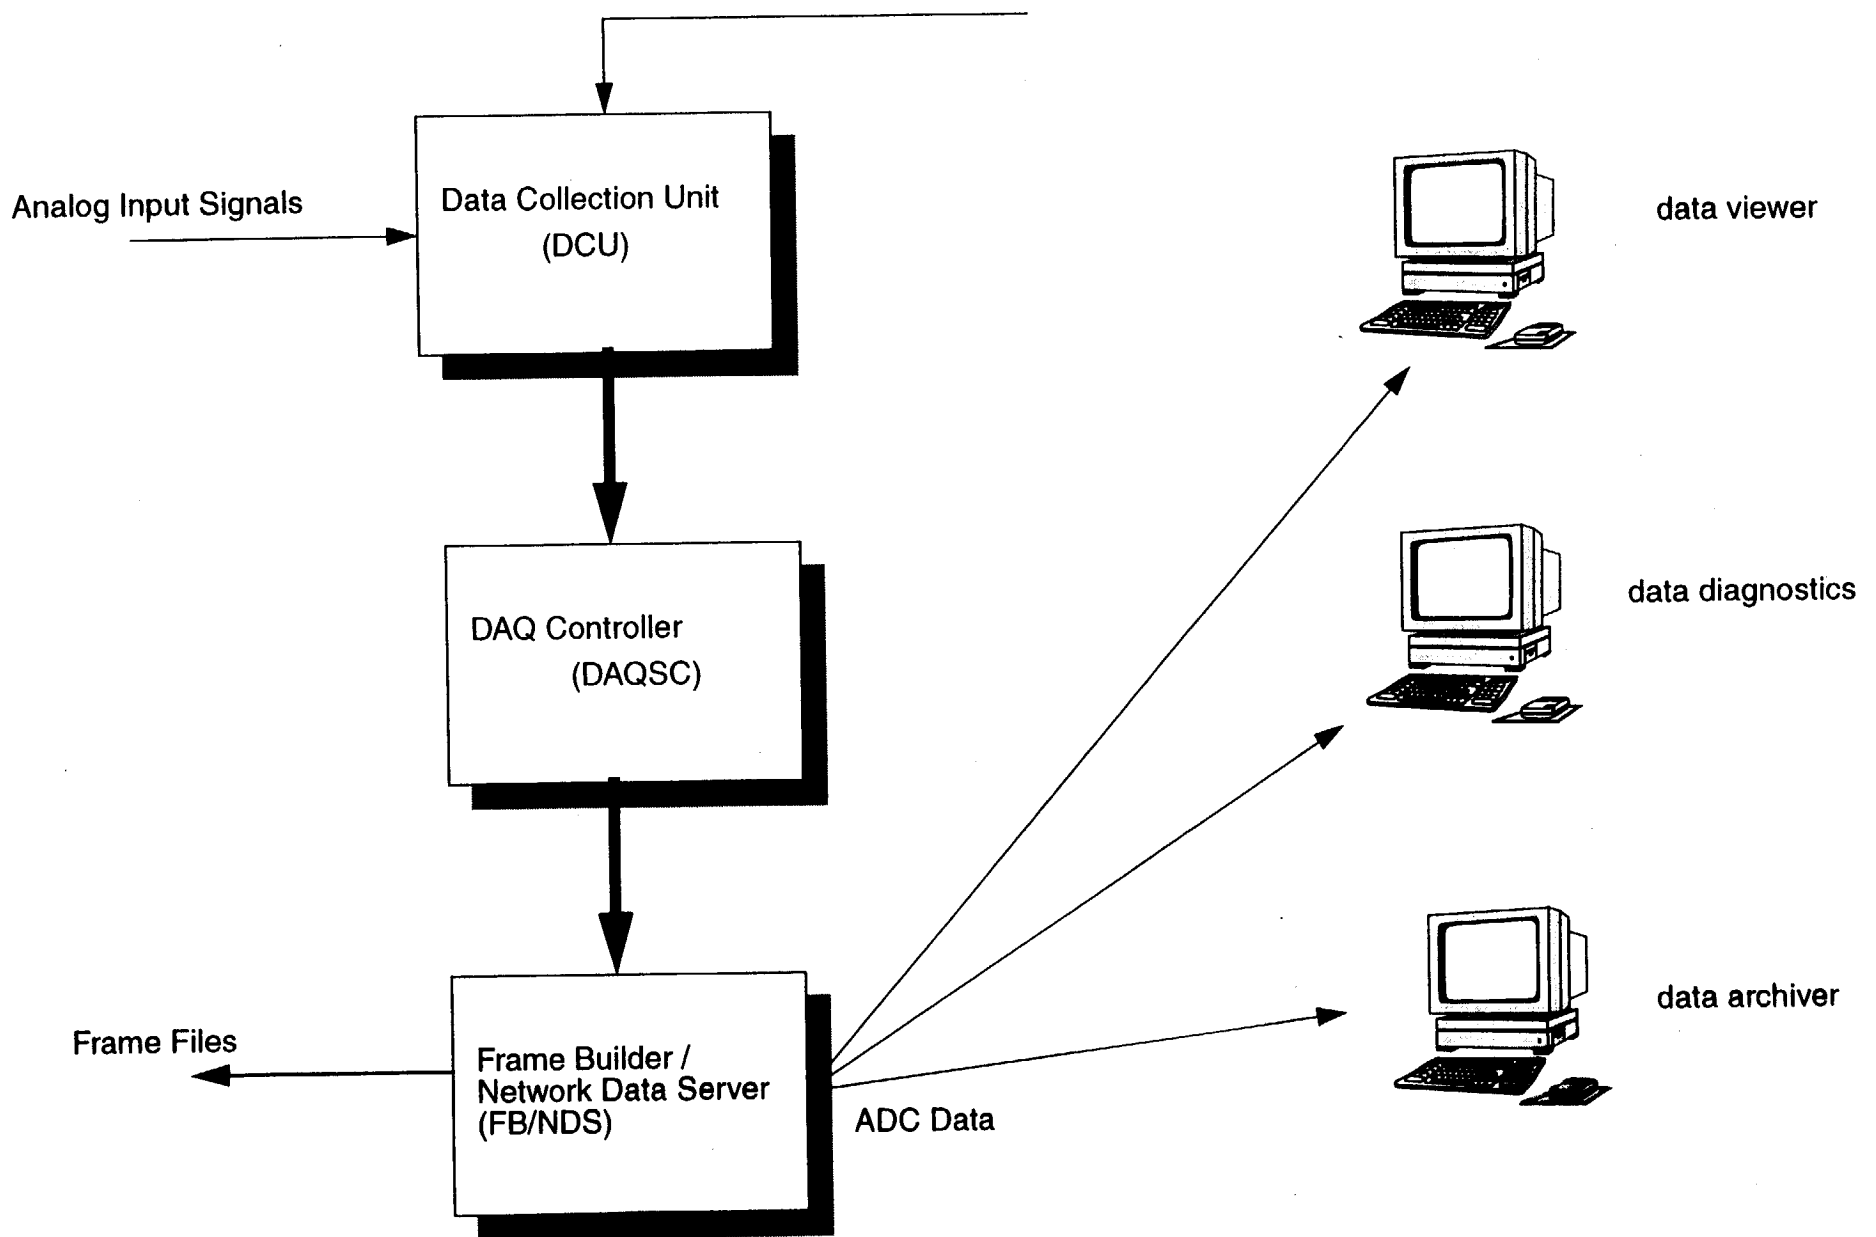 Analog Input Signals
Data Collection Unit
(DCU)
data viewer
DAQ Controller
(DAQSC)
data diagnostics
Frame Files
Frame Builder /
Network Data Server
(FB/NDS)
ADC Data
data archiver